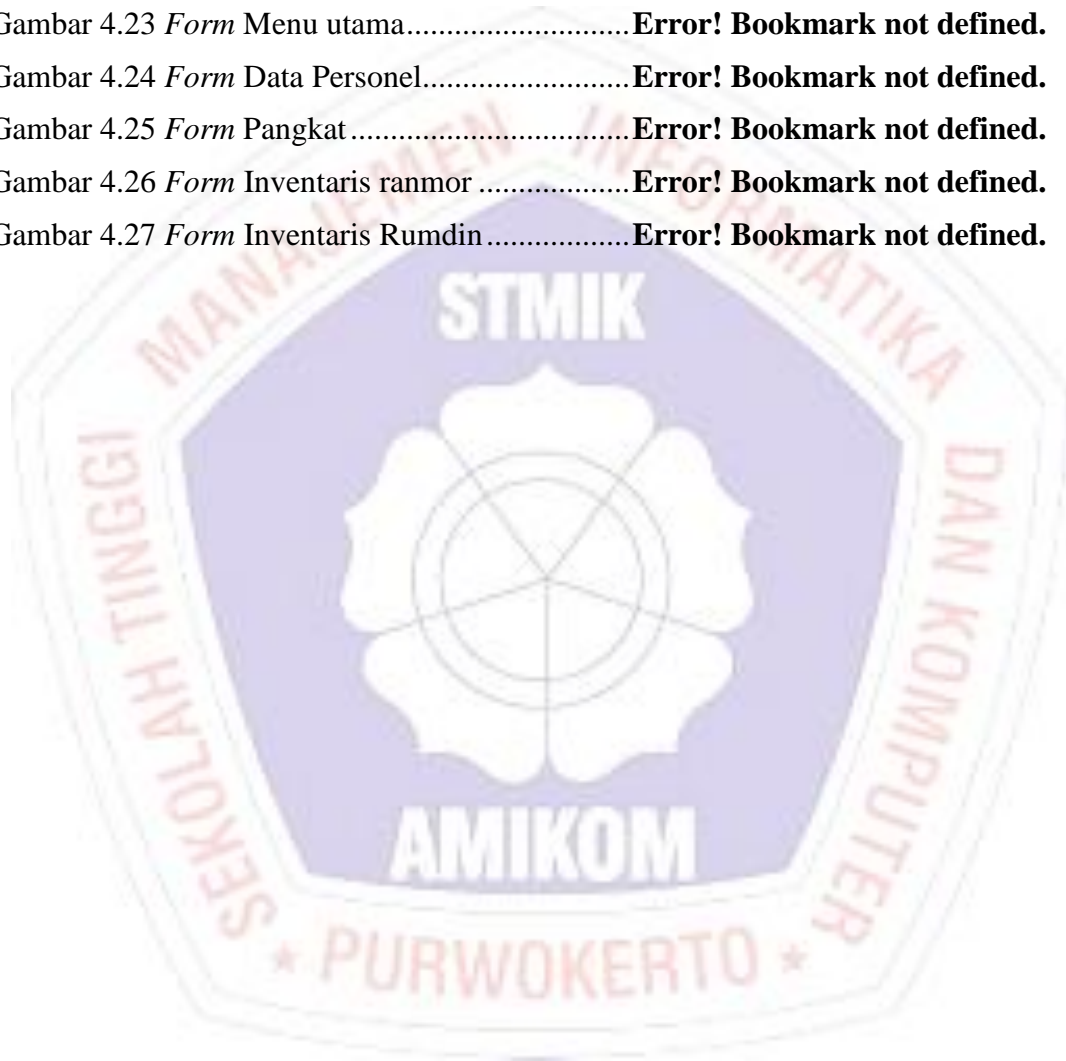 Gambar 4.23 Form Menu utama............................Error! Bookmark not defined.
Gambar 4.24 Form Data Personel.........................Error! Bookmark not defined.
Gambar 4.25 Form Pangkat..................................Error! Bookmark not defined.
Gambar 4.26 Form Inventaris ranmor ...................Error! Bookmark not defined.
Gambar 4.27 Form Inventaris Rumdin..................Error! Bookmark not defined.
SEKOLAH TINGGI MANAJEMEN INFORMATIKA DAN KOMPUTER
STMIK
AMIKOM
* PURWOKERTO *